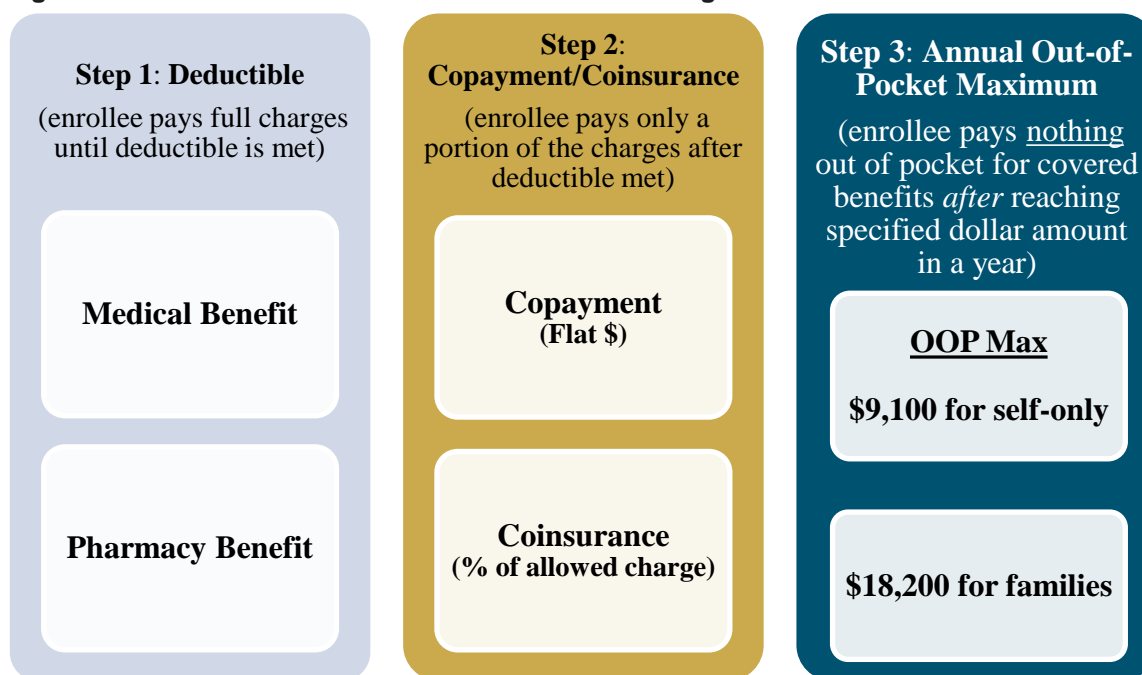 Step 1: Deductible
(enrollee pays full charges
until deductible is met)
Medical Benefit
Pharmacy Benefit
Step 2:
Copayment/Coinsurance
(enrollee pays only a
portion of the charges after
deductible met)
Copayment
(Flat $)
Coinsurance
(% of allowed charge)
Step 3: Annual Out-of-
Pocket Maximum
(enrollee pays nothing
out of pocket for covered
benefits after reaching
specified dollar amount
in a year)
OOP Max
$9,100 for self-only
$18,200 for families